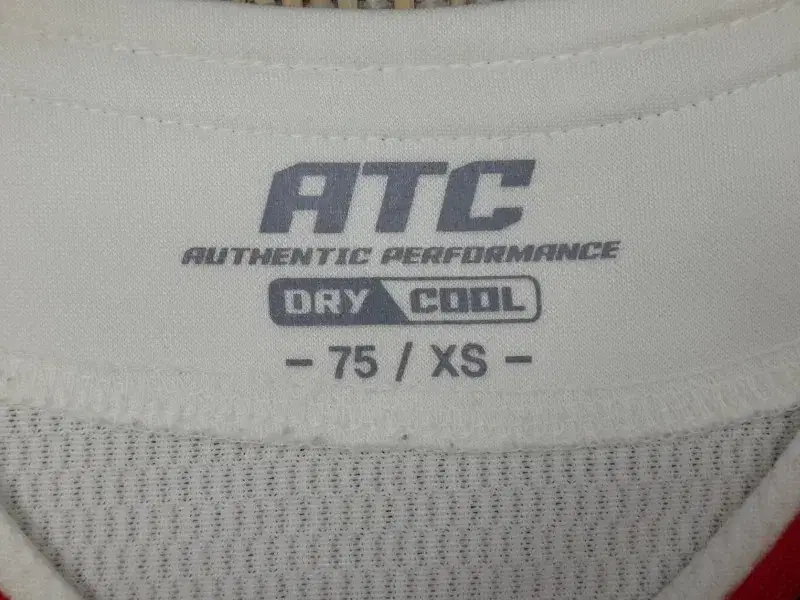 ATC
AUTHENTIC PERFORMANCE
DRY COOL
- 75 / XS -